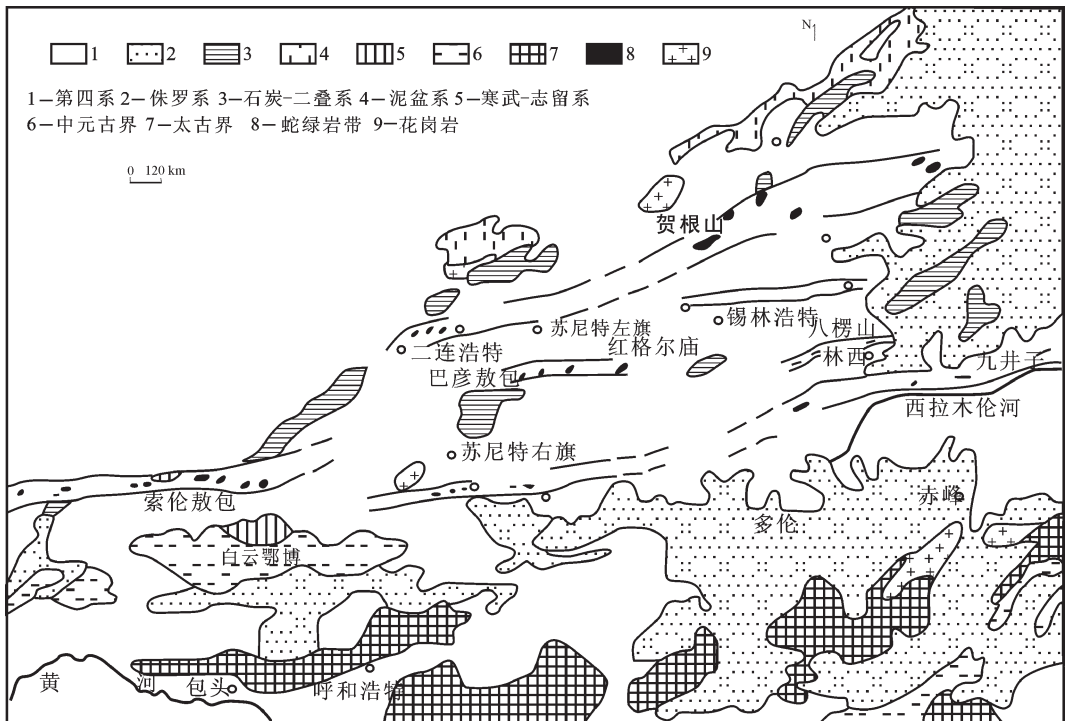 N
1 2 3 4 5 6 7 8 9
1—第四系 2—侏罗系 3—石炭-二叠系 4—泥盆系 5—寒武-志留系
6—中元古界 7—太古界 8—蛇绿岩带 9—花岗岩
0 120 km
贺根山
锡林浩特
八楞山
苏尼特左旗
红格尔庙
二连浩特
林西
九井子
巴彦敖包
西拉木伦河
苏尼特右旗
索伦敖包
赤峰
多伦
白云鄂博
黄河
包头
呼和浩特